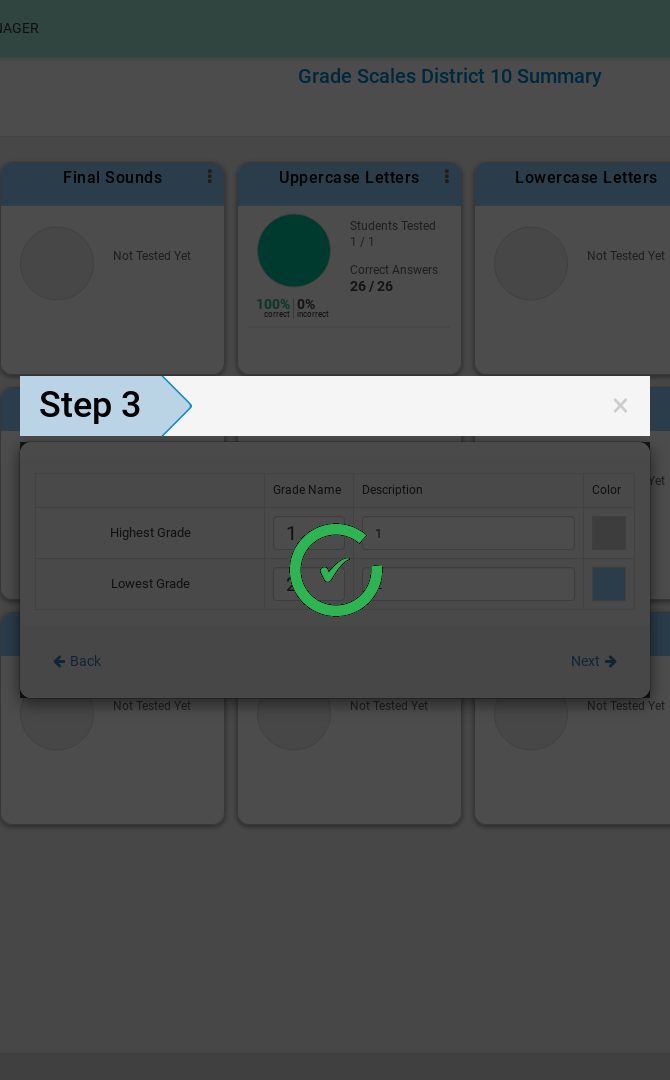 Grade Scales District 10 Summary
Final Sounds
Uppercase Letters
Lowercase Letters
Not Tested Yet
Students Tested
1 / 1
Correct Answers
26 / 26
100% 0%
correct incorrect
Not Tested Yet
Step 3 ×
Grade Name Description Color
Highest Grade 1 1
Lowest Grade 2
Back Next
Not Tested Yet
Not Tested Yet
Not Tested Yet